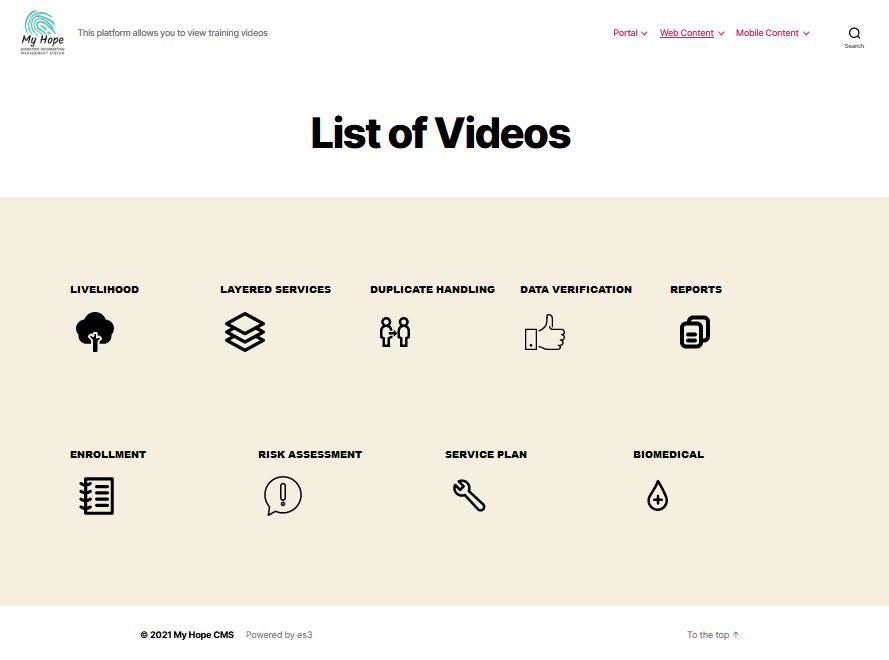 My Hope
BIOMETRIC INFORMATION
MANAGEMENT SYSTEM
This platform allows you to view training videos
Portal
Web Content
Mobile Content
Search
List of Videos
LIVELIHOOD
LAYERED SERVICES
DUPLICATE HANDLING
DATA VERIFICATION
REPORTS
ENROLLMENT
RISK ASSESSMENT
SERVICE PLAN
BIOMEDICAL
© 2021 My Hope CMS Powered by es3
To the top ↑